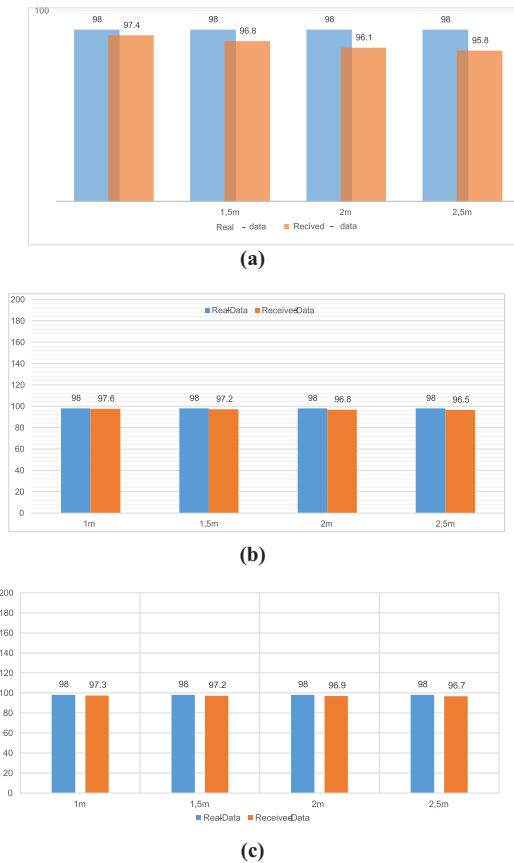 100
98 97.4 98 96.8 98 96.1 98 95.8
1,5m 2m 2,5m
Real - data Recived - data
(a)
200
Real-Data Received-Data
180
160
140
120
98 97.6 98 97.2 98 96.8 98 96.5
100
80
60
40
20
0
1m 1,5m 2m 2,5m
(b)
200
180
160
140
120
98 97.3 98 97.2 98 96.9 98 96.7
100
80
60
40
20
0
1m 1,5m 2m 2,5m
Real-Data Received-Data
(c)